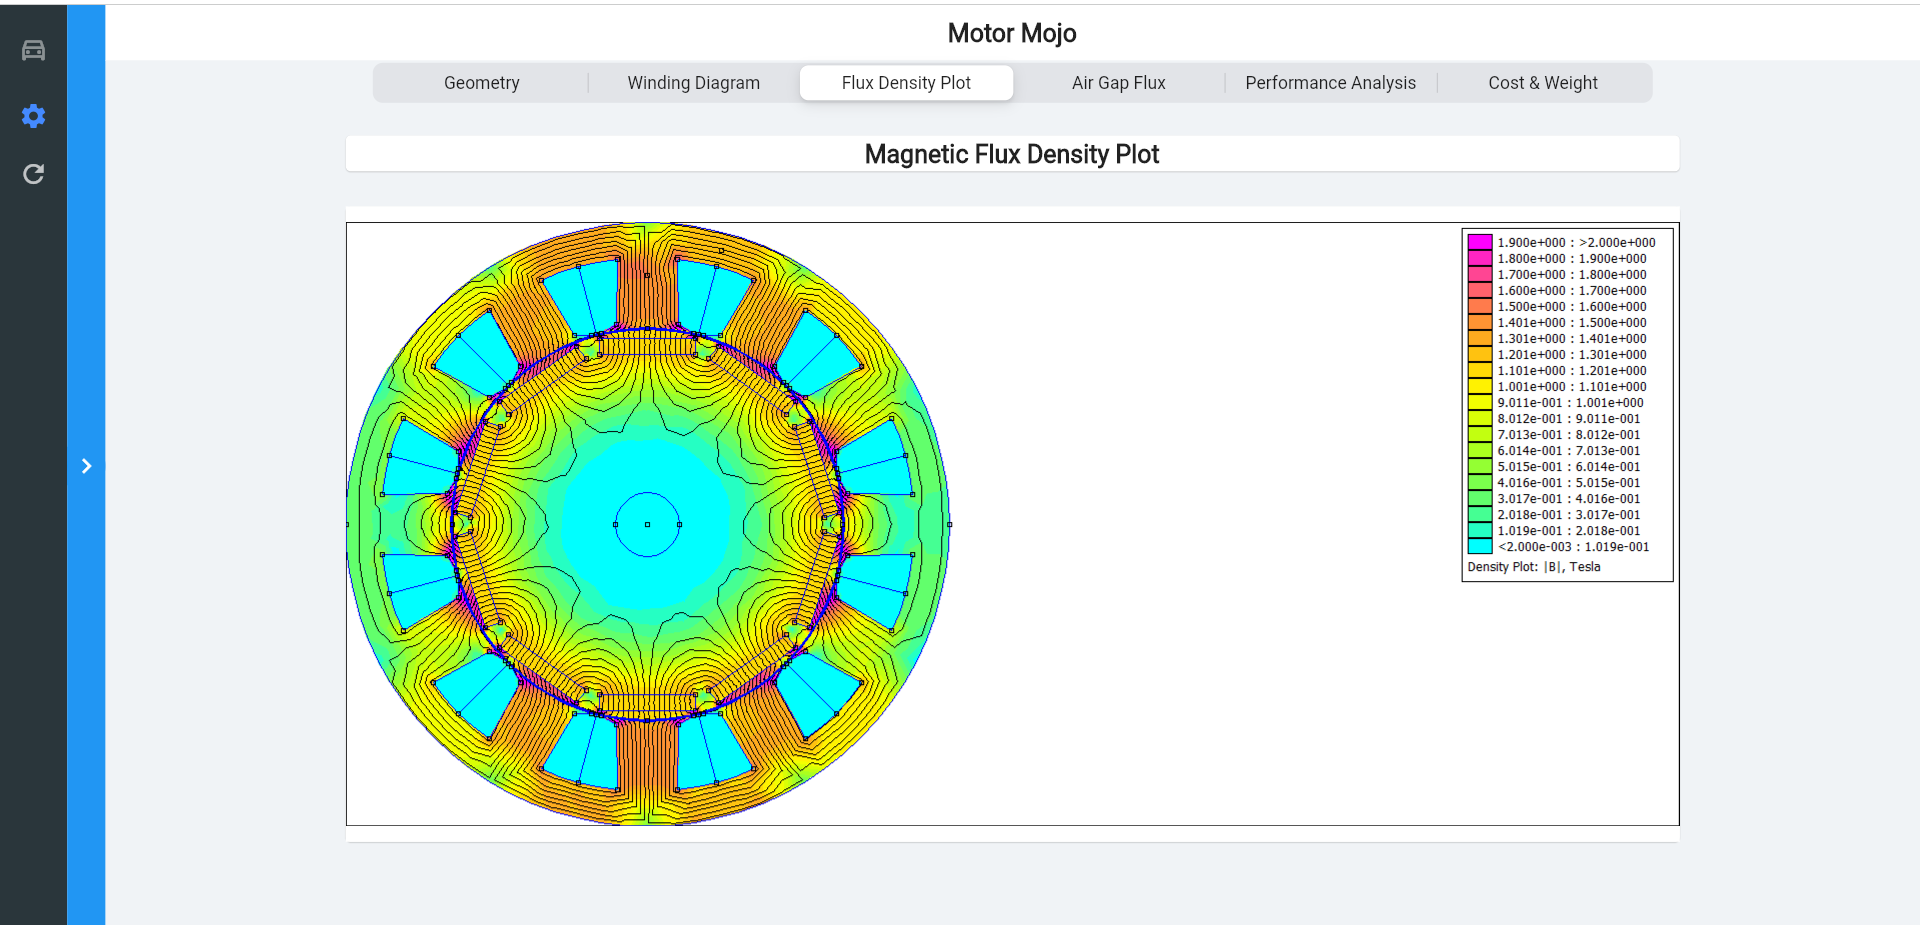 Motor Mojo
Geometry
Winding Diagram
Flux Density Plot
Air Gap Flux
Performance Analysis
Cost & Weight
Magnetic Flux Density Plot
1.900e+000 : >2.000e+000
1.800e+000 : 1.900e+000
1.700e+000 : 1.800e+000
1.600e+000 : 1.700e+000
1.500e+000 : 1.600e+000
1.401e+000 : 1.500e+000
1.301e+000 : 1.401e+000
1.201e+000 : 1.301e+000
1.101e+000 : 1.201e+000
1.001e+000 : 1.101e+000
9.011e-001 : 1.001e+000
8.012e-001 : 9.011e-001
7.013e-001 : 8.012e-001
6.014e-001 : 7.013e-001
5.015e-001 : 6.014e-001
4.016e-001 : 5.015e-001
3.017e-001 : 4.016e-001
2.018e-001 : 3.017e-001
1.019e-001 : 2.018e-001
<2.000e-003 : 1.019e-001
Density Plot: |B|, Tesla